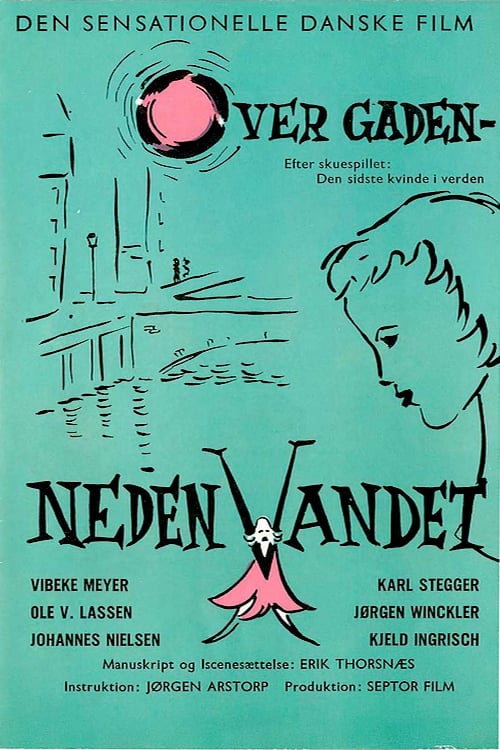 DEN SENSATIONELLE DANSKE FILM
OVER GADEN-
Efter skuespillet:
Den sidste kvinde i verden
NEDEN VANDET
VIBEKE MEYER
OLE V. LASSEN
JOHANNES NIELSEN
KARL STEGGER
JØRGEN WINCKLER
KJELD INGRISCH
Manuskript og Iscenesættelse: ERIK THORSNÆS
Instruktion: JØRGEN ARSTORP Produktion: SEPTOR FILM